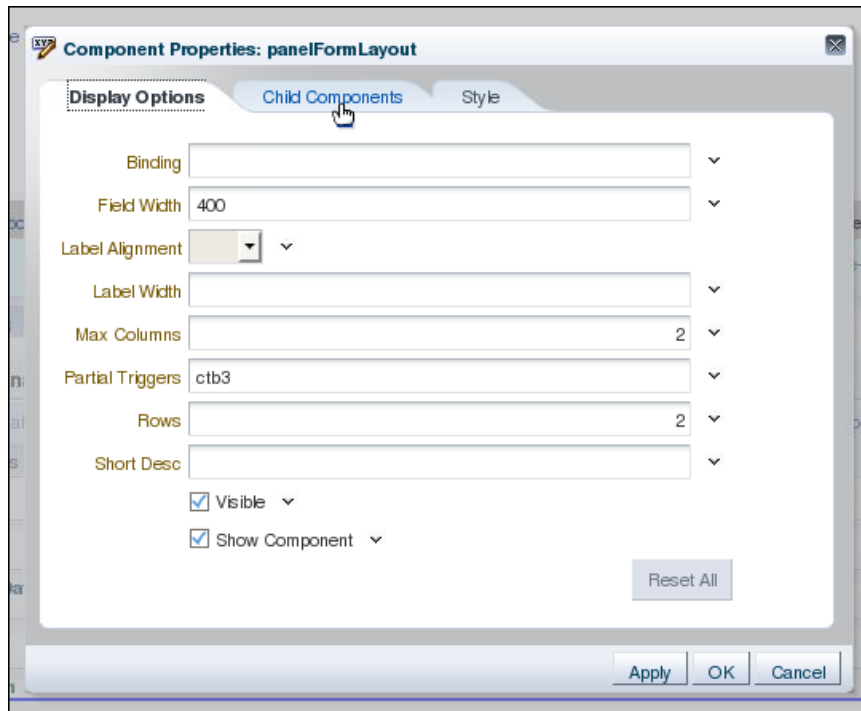 Component Properties: panelFormLayout
Display Options Child Components Style
Binding
Field Width 400
Label Alignment
Label Width
Max Columns 2
Partial Triggers ctb3
Rows 2
Short Desc
Visible
Show Component
Reset All
Apply OK Cancel